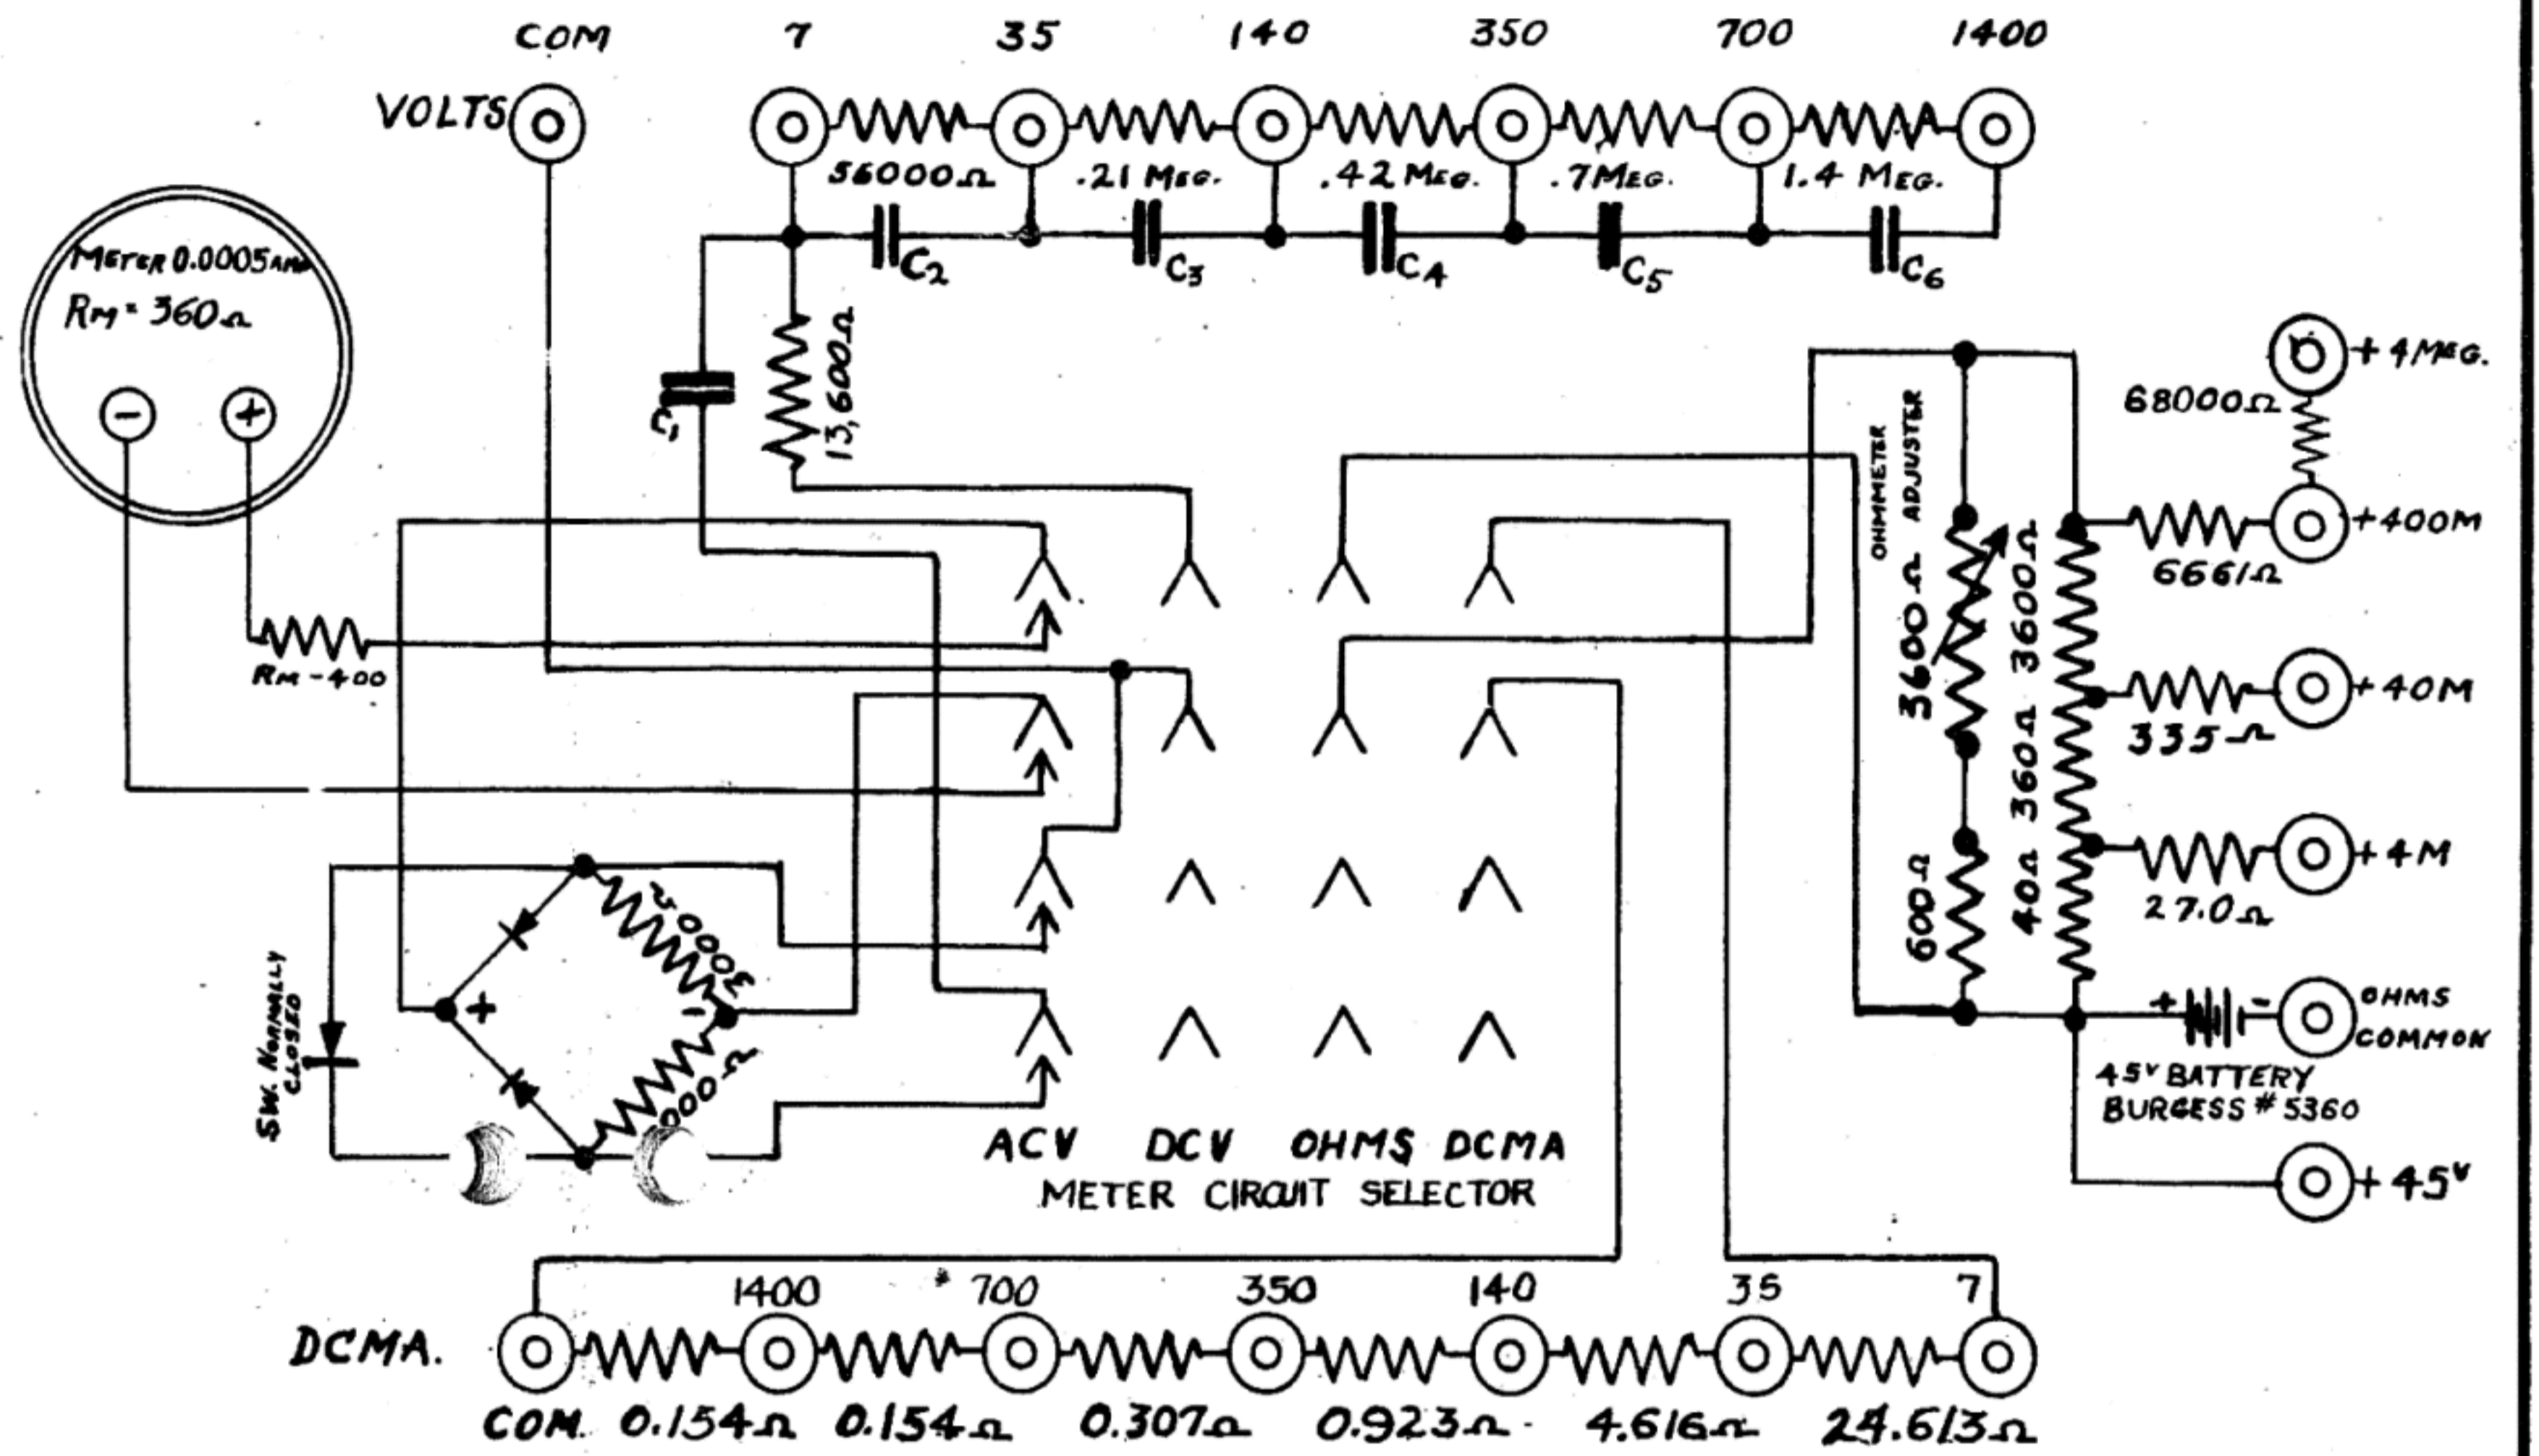 COM 7 35 140 350 700 1400
VOLTS
56000Ω .21 MEG. .42 MEG. .7 MEG. 1.4 MEG.
C2 C3 C4 C5 C6
METER 0.0005 AMP
RM = 360Ω
- +
C1
13,600Ω
RM-400
+4 MEG.
68000Ω
+400M
6661Ω
+40M
335Ω
+4M
27.0Ω
OHMMETER
ADJUSTER
3600Ω
600Ω
3600Ω
360Ω
40Ω
+ -
OHMS
COMMON
45V BATTERY
BURGESS #5360
+45V
SW. NORMALLY
CLOSED
+ -
3000Ω
000Ω
ACV DCV OHMS DCMA
METER CIRCUIT SELECTOR
1400 * 700 350 140 35 7
DCMA.
COM. 0.154Ω 0.154Ω 0.307Ω 0.923Ω 4.616Ω 24.613Ω